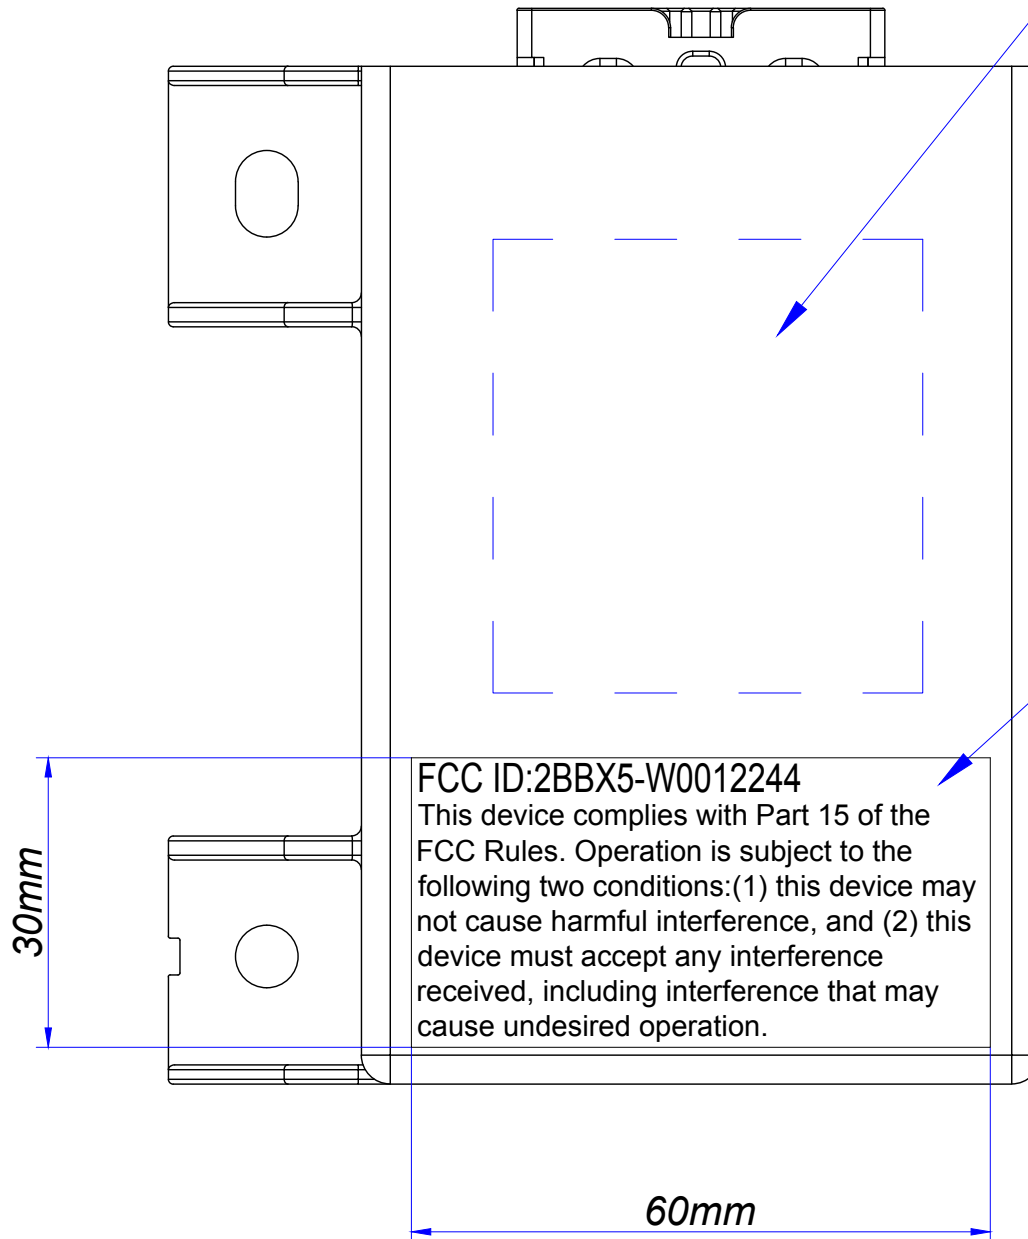 FCC ID:2BBX5-W0012244
This device complies with Part 15 of the
FCC Rules. Operation is subject to the
following two conditions:(1) this device may
not cause harmful interference, and (2) this
device must accept any interference
received, including interference that may
cause undesired operation.
30mm
60mm